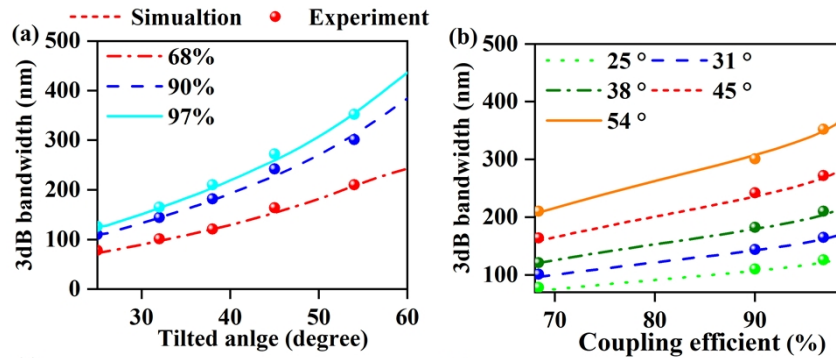 Simualtion Experiment
(a)
68%
90%
97%
3dB bandwidth (nm)
500
400
300
200
100
0
30 40 50 60
Tilted anlge (degree)
(b)
25 ° 31 °
38 ° 45 °
54 °
3dB bandwidth (nm)
500
400
300
200
100
70 80 90
Coupling efficient (%)